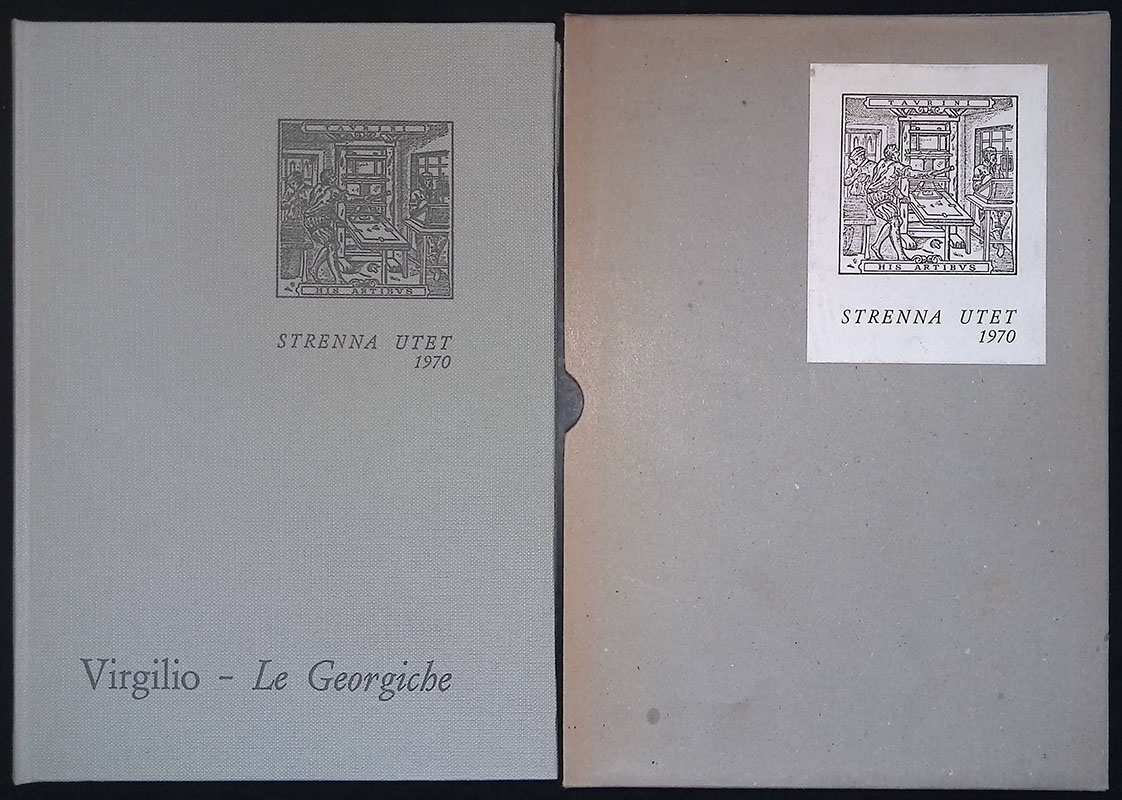 TAVRINI
HIS ARTIBVS
STRENNA UTET
1970
Virgilio - Le Georgiche
TAVRINI
HIS ARTIBVS
STRENNA UTET
1970